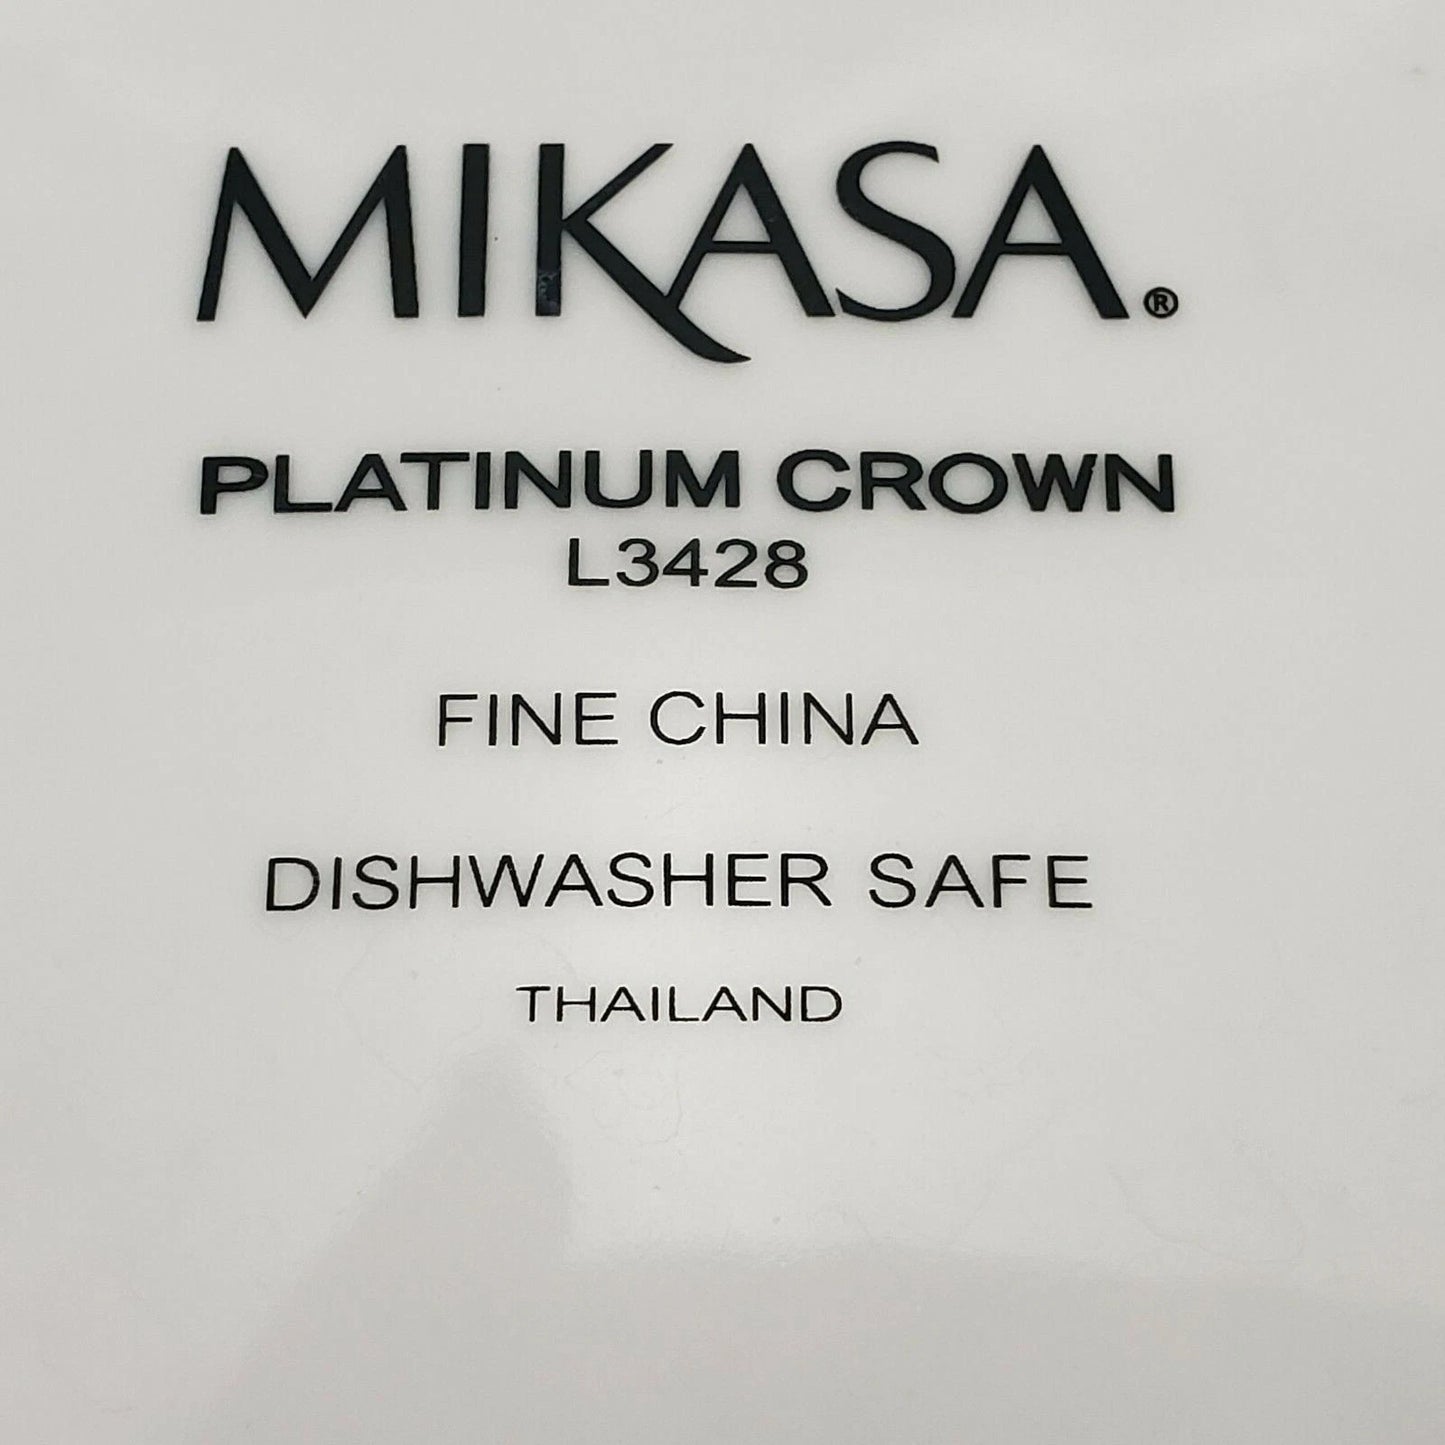 MIKASA®
PLATINUM CROWN
L3428
FINE CHINA
DISHWASHER SAFE
THAILAND